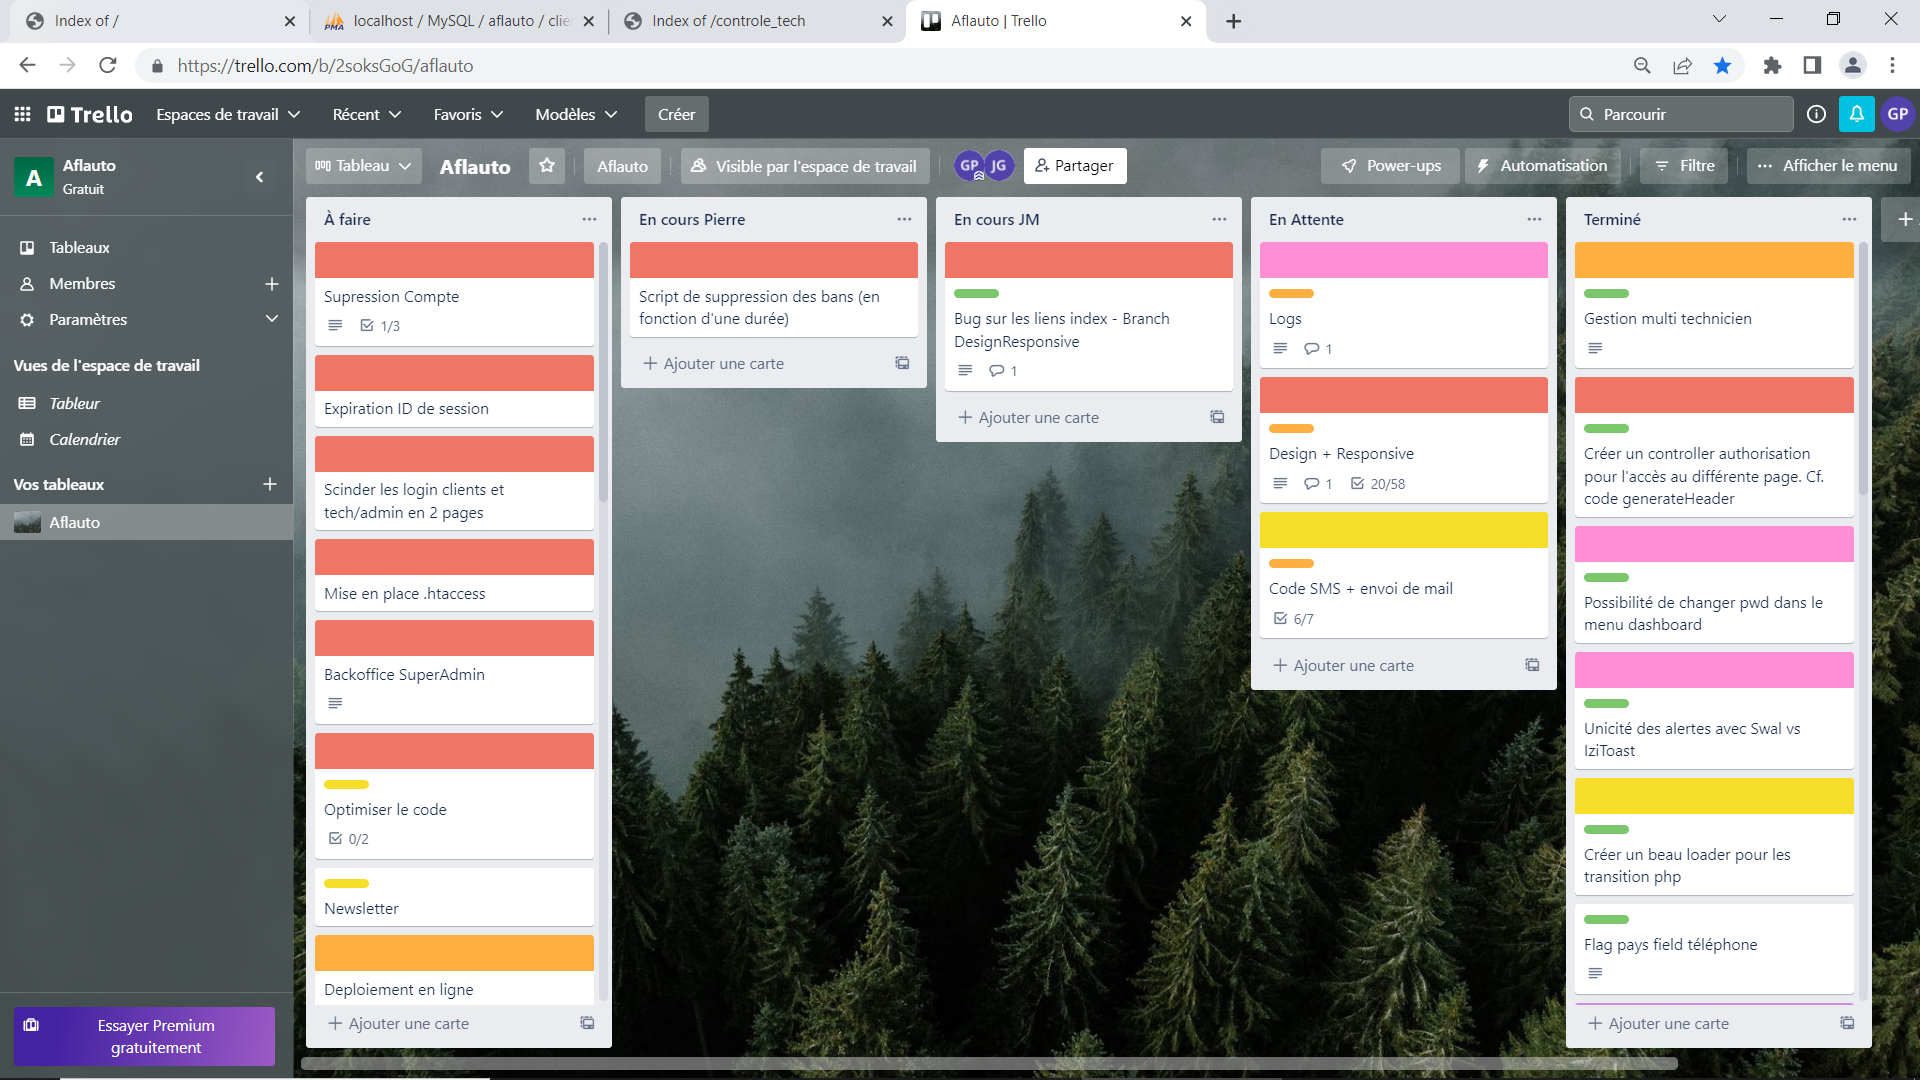 Index of /
localhost / MySQL / aflauto / clie
Index of /controle_tech
Aflauto | Trello
https://trello.com/b/2soksGoG/aflauto
Trello
Espaces de travail
Récent
Favoris
Modèles
Créer
Parcourir
GP
A
Aflauto
Gratuit
Tableau
Aflauto
Aflauto
Visible par l'espace de travail
GP
JG
Partager
Power-ups
Automatisation
Filtre
Afficher le menu
Tableaux
Membres
Paramètres
Vues de l'espace de travail
Tableur
Calendrier
Vos tableaux
Aflauto
Essayer Premium
gratuitement
À faire
Supression Compte
1/3
Expiration ID de session
Scinder les login clients et
tech/admin en 2 pages
Mise en place .htaccess
Backoffice SuperAdmin
Optimiser le code
0/2
Newsletter
Deploiement en ligne
Ajouter une carte
En cours Pierre
Script de suppression des bans (en
fonction d'une durée)
Ajouter une carte
En cours JM
Bug sur les liens index - Branch
DesignResponsive
1
Ajouter une carte
En Attente
Logs
1
Design + Responsive
1
20/58
Code SMS + envoi de mail
6/7
Ajouter une carte
Terminé
Gestion multi technicien
Créer un controller authorisation
pour l'accès au différente page. Cf.
code generateHeader
Possibilité de changer pwd dans le
menu dashboard
Unicité des alertes avec Swal vs
IziToast
Créer un beau loader pour les
transition php
Flag pays field téléphone
Ajouter une carte